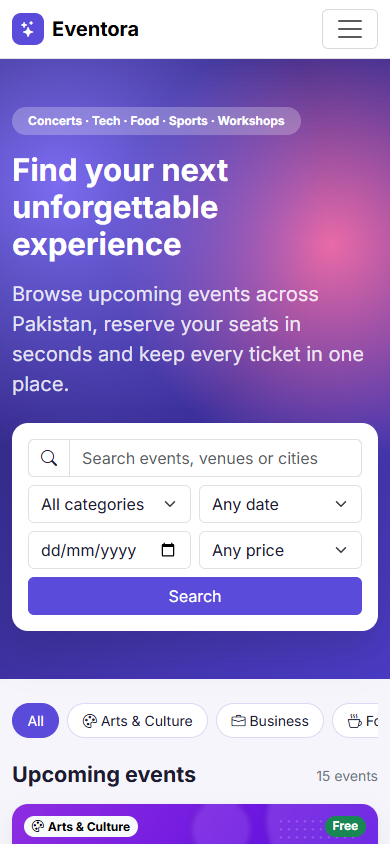 Eventora
Concerts · Tech · Food · Sports · Workshops
Find your next
unforgettable
experience
Browse upcoming events across
Pakistan, reserve your seats in
seconds and keep every ticket in one
place.
Search events, venues or cities
All categories
Any date
dd/mm/yyyy
Any price
Search
All
Arts & Culture
Business
Fo
Upcoming events
15 events
Arts & Culture
Free